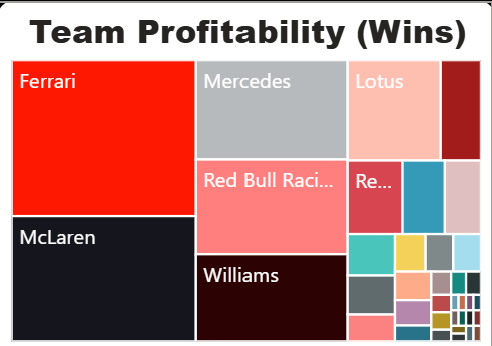 Team Profitability (Wins)
Ferrari
Mercedes
Lotus
Re...
Red Bull Raci...
McLaren
Williams